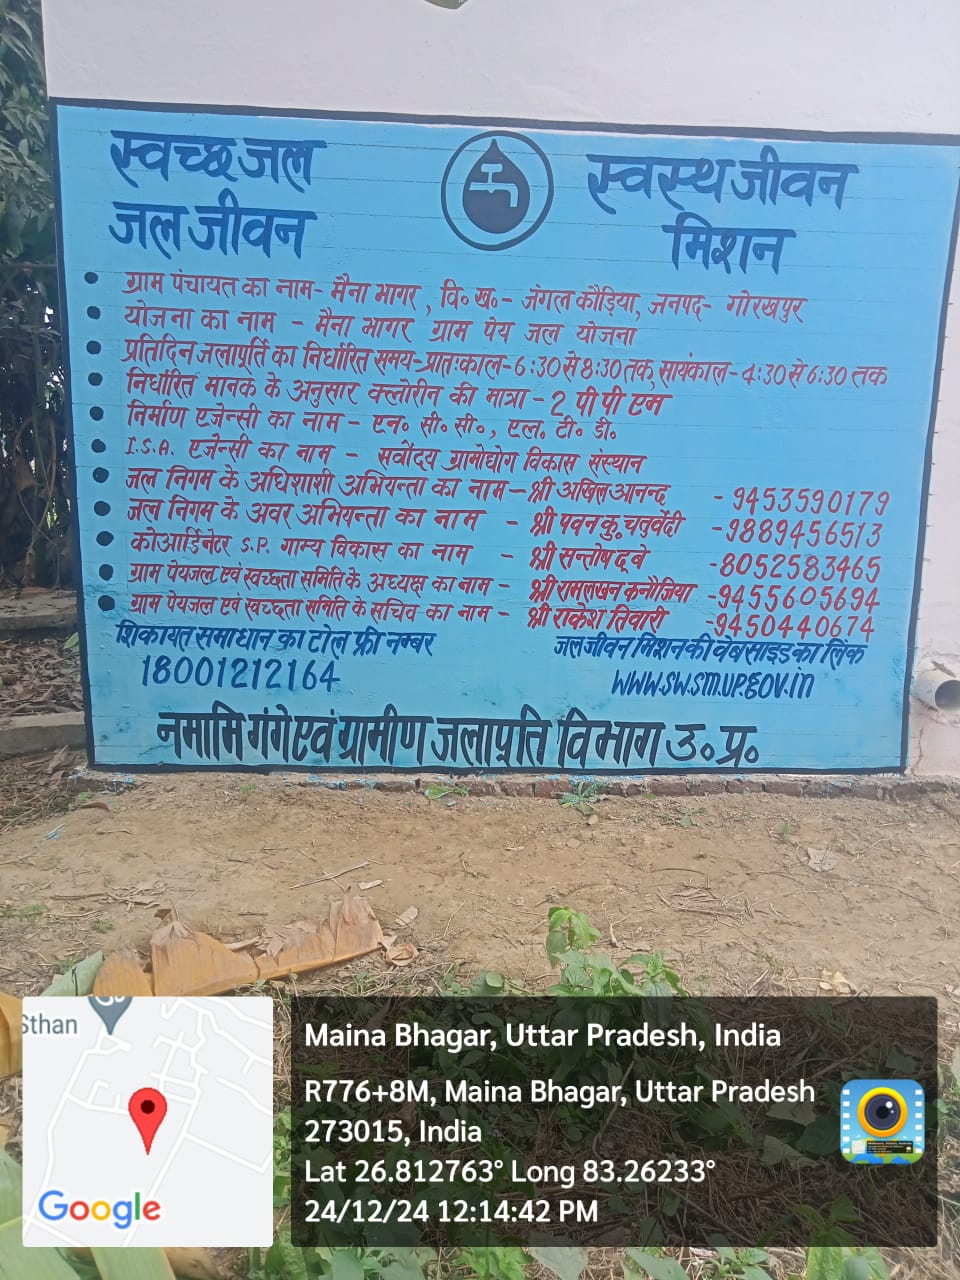 स्वच्छ जल स्वस्थ जीवन
जल जीवन मिशन
ग्राम पंचायत का नाम- मैना भागर, वि० ख०- जंगल कौड़िया, जनपद- गोरखपुर
योजना का नाम - मैना भागर ग्राम पेय जल योजना
प्रतिदिन जलापूर्ति का निर्धारित समय-प्रातःकाल-6:30 से 8:30 तक, सायंकाल-4:30 से 6:30 तक
निर्धारित मानक के अनुसार क्लोरीन की मात्रा - 2 पी पी एम
निर्माण एजेन्सी का नाम - एन० सी० सी०, एल० टी० डी०
I.S.A. एजेन्सी का नाम - सर्वोदय ग्रामोद्योग विकास संस्थान
जल निगम के अधिशाशी अभियन्ता का नाम - श्री अखिल आनन्द - 9453590179
जल निगम के अवर अभियन्ता का नाम - श्री पवन कु० चतुर्वेदी - 9889456513
कोआर्डिनेटर S.P. गाम्य विकास का नाम - श्री सन्तोष दूबे - 8052583465
ग्राम पेयजल एवं स्वच्छता समिति के अध्यक्ष का नाम - श्री रामलखन कनौजिया - 9455605694
ग्राम पेयजल एवं स्वच्छता समिति के सचिव का नाम - श्री राकेश तिवारी - 9450440674
शिकायत समाधान का टोल फ्री नम्बर जल जीवन मिशन की वेबसाइड का लिंक
18001212164 www.sw.sm.up.gov.in
नमामि गंगे एवं ग्रामीण जलापूर्ति विभाग उ० प्र०
Sthan
Google
Maina Bhagar, Uttar Pradesh, India
R776+8M, Maina Bhagar, Uttar Pradesh
273015, India
Lat 26.812763° Long 83.26233°
24/12/24 12:14:42 PM